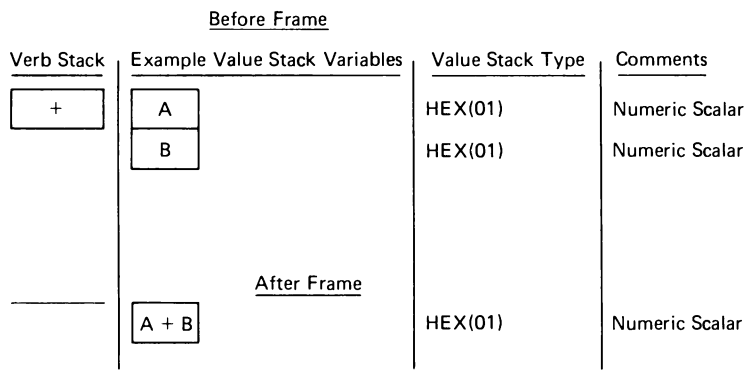 Before Frame
Verb Stack Example Value Stack Variables Value Stack Type Comments
+ A HEX(01) Numeric Scalar
B HEX(01) Numeric Scalar
After Frame
A + B HEX(01) Numeric Scalar